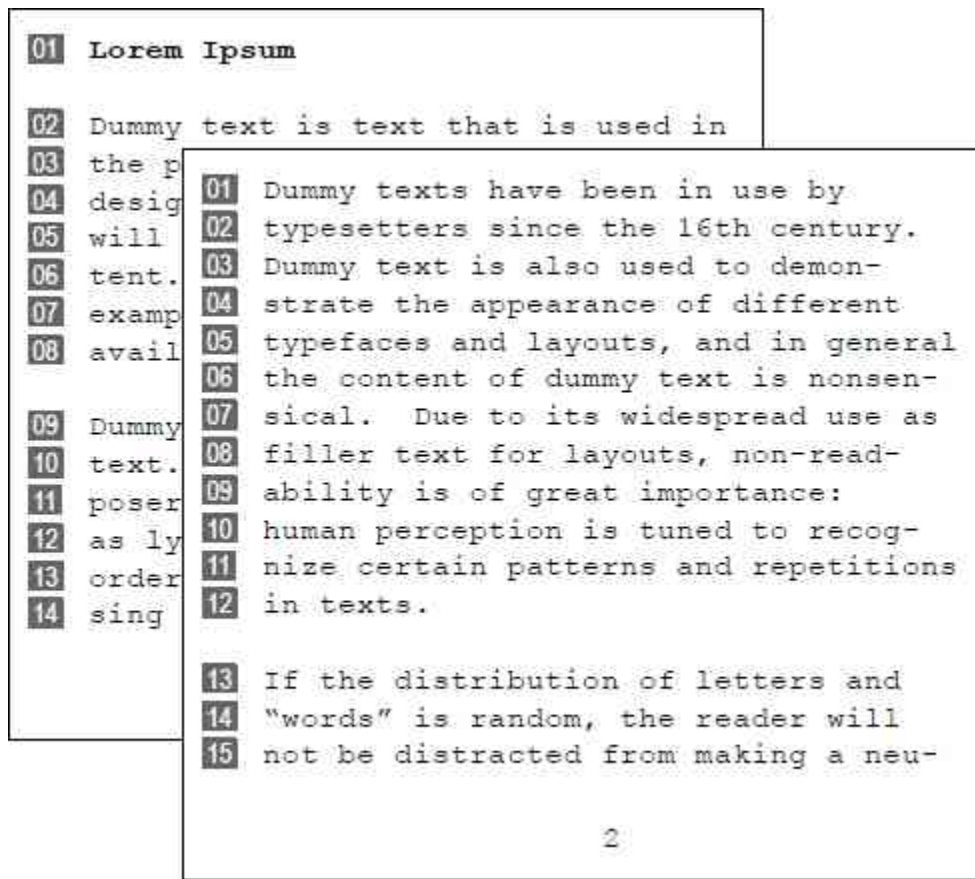 01 Lorem Ipsum
02 Dummy text is text that is used in
03 the p
04 desig
05 will
06 tent.
07 examp
08 avail
09 Dummy
10 text.
11 poser
12 as ly
13 order
14 sing
01 Dummy texts have been in use by
02 typesetters since the 16th century.
03 Dummy text is also used to demon-
04 strate the appearance of different
05 typefaces and layouts, and in general
06 the content of dummy text is nonsen-
07 sical. Due to its widespread use as
08 filler text for layouts, non-read-
09 ability is of great importance:
10 human perception is tuned to recog-
11 nize certain patterns and repetitions
12 in texts.
13 If the distribution of letters and
14 “words” is random, the reader will
15 not be distracted from making a neu-
2